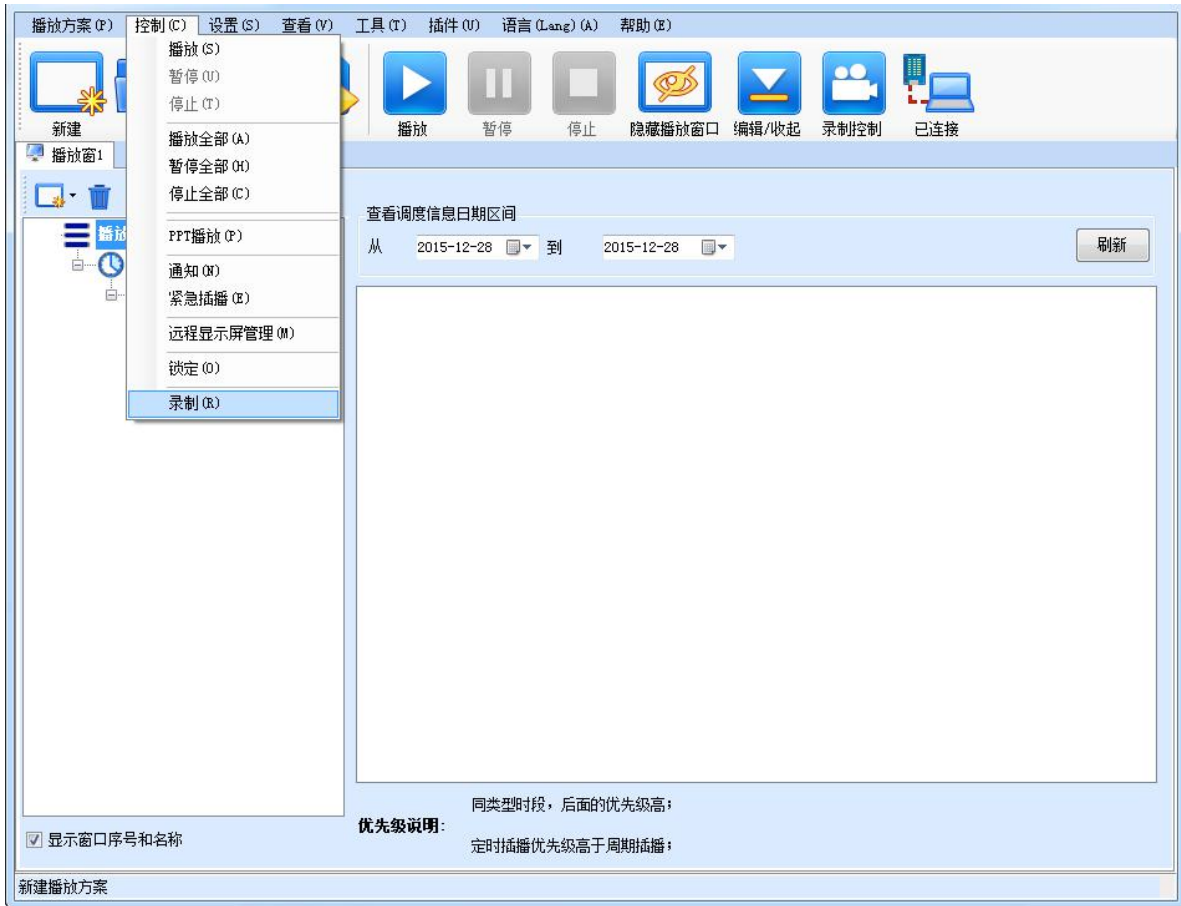 播放方案(P) 控制(C) 设置(S) 查看(V) 工具(T) 插件(U) 语言(Lang)(A) 帮助(E)
播放(S)
暂停(U)
停止(T)
播放全部(A)
暂停全部(H)
停止全部(C)
PPT播放(P)
通知(N)
紧急插播(E)
远程显示屏管理(M)
锁定(O)
录制(R)
新建 播放 暂停 停止 隐藏播放窗口 编辑/收起 录制控制 已连接
播放窗1
播放
查看调度信息日期区间
从 2015-12-28 到 2015-12-28 刷新
同类型时段，后面的优先级高；
优先级说明：
定时插播优先级高于周期插播；
显示窗口序号和名称
新建播放方案